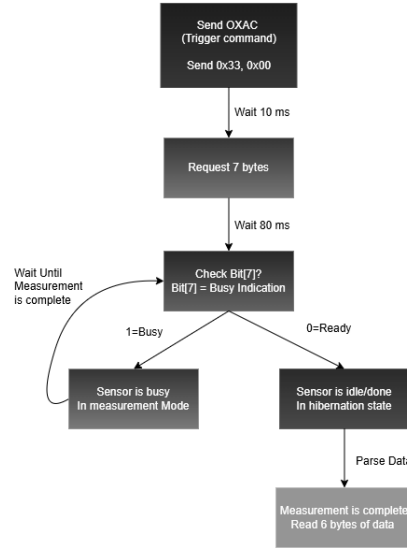 Send OXAC
(Trigger command)
Send 0x33, 0x00
Wait 10 ms
Request 7 bytes
Wait 80 ms
Check Bit[7]?
Bit[7] = Busy Indication
Wait Until
Measurement
is complete
1=Busy
0=Ready
Sensor is busy
In measurement Mode
Sensor is idle/done
In hibernation state
Parse Data
Measurement is complete
Read 6 bytes of data